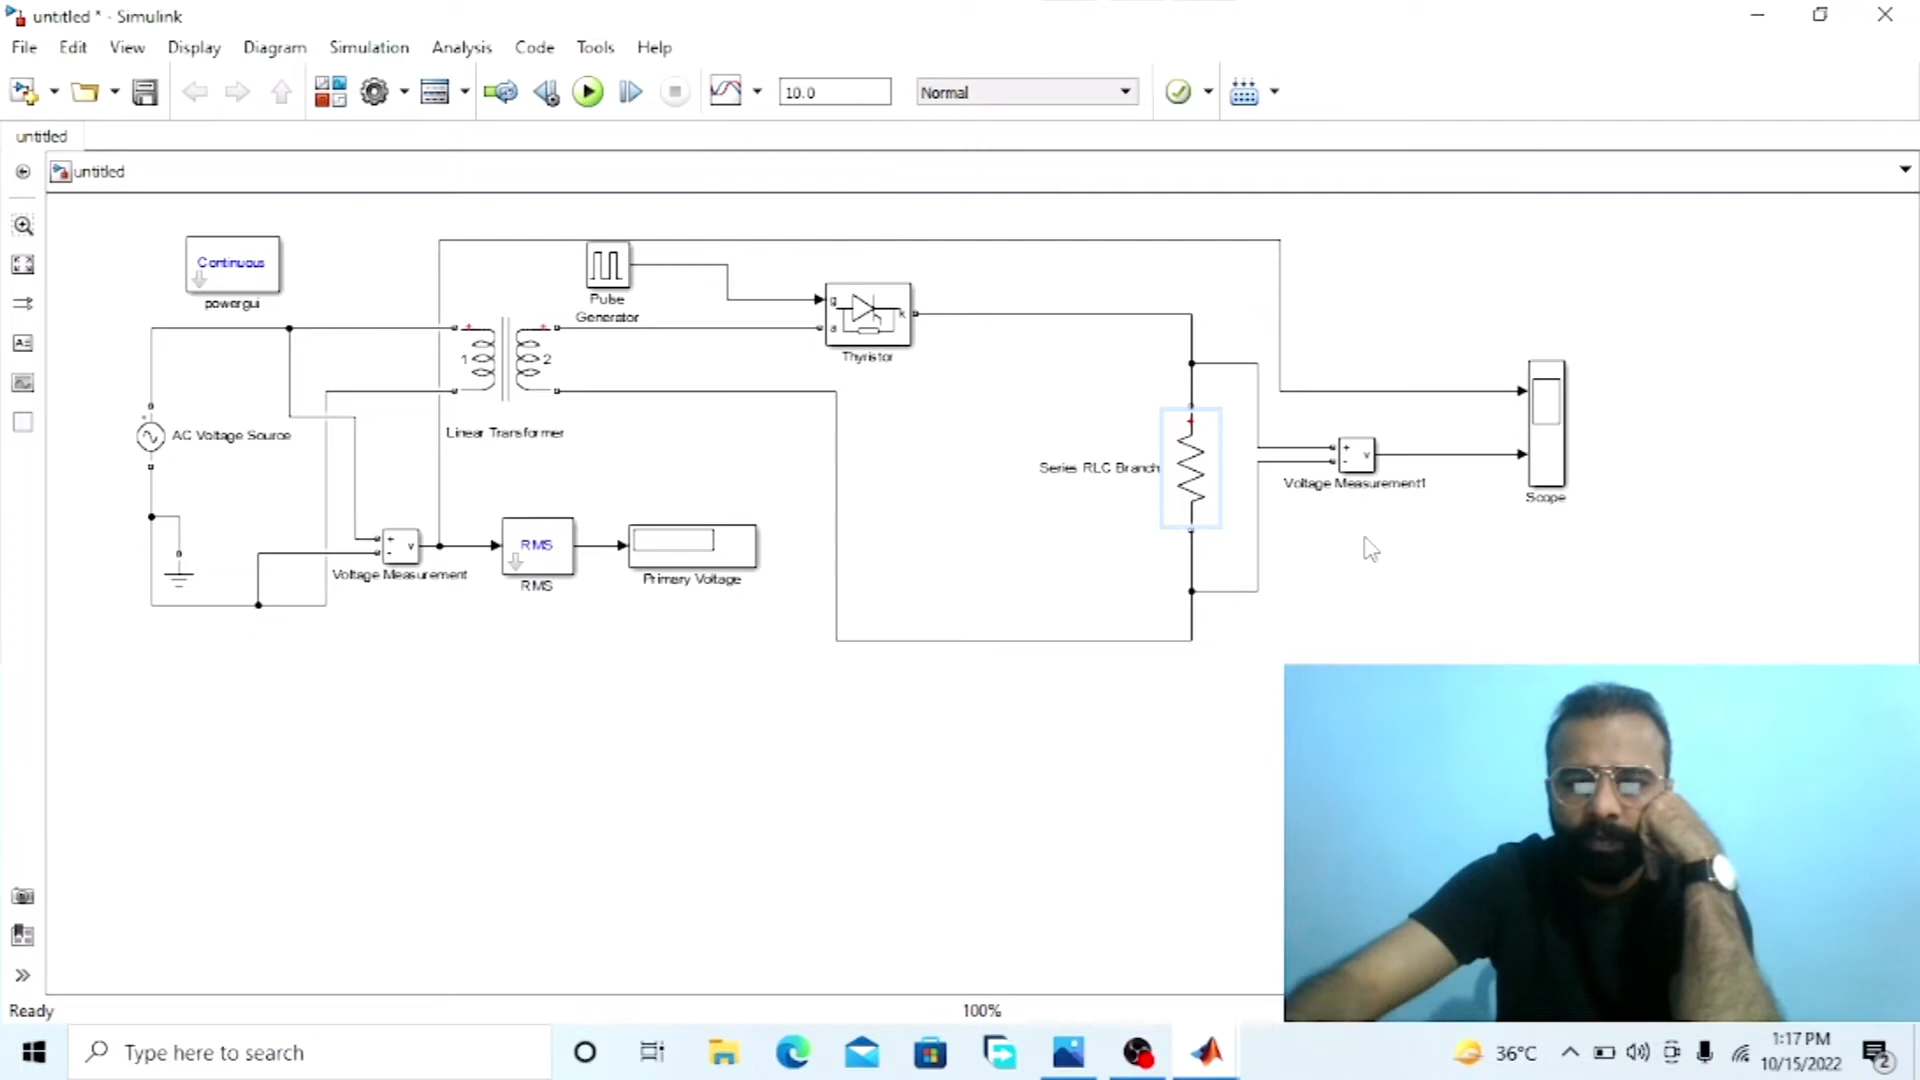 untitled * - Simulink
File Edit View Display Diagram Simulation Analysis Code Tools Help
10.0 Normal
untitled
untitled
Continuous
powergui
Pulse
Generator
g
a
k
Thyristor
1
2
AC Voltage Source
Linear Transformer
Series RLC Branch
+
-
v
Voltage Measurement1
Scope
+
-
v
Voltage Measurement
RMS
RMS
Primary Voltage
Ready
100%
Type here to search
36°C
1:17 PM
10/15/2022
2